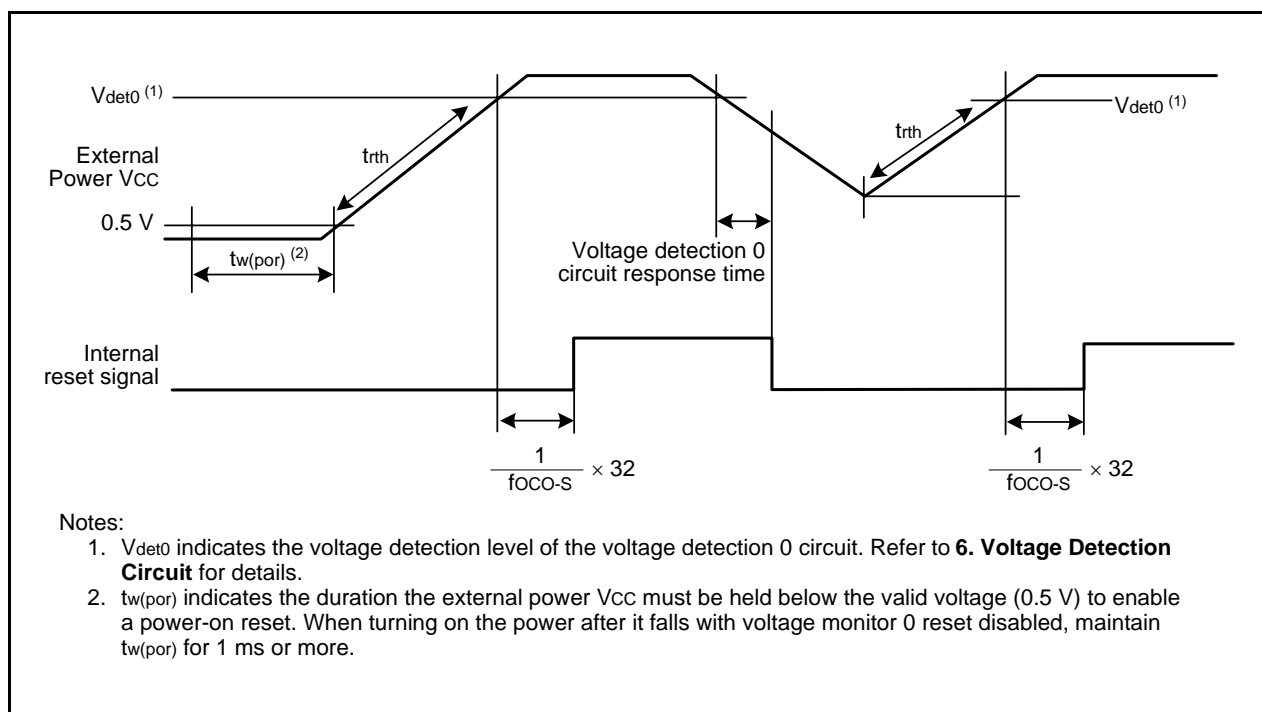 Vdet0 (1)
Vdet0 (1)
trth
trth
External
Power VCC
0.5 V
tw(por) (2)
Voltage detection 0
circuit response time
Internal
reset signal
1
fOCO-S
× 32
1
fOCO-S
× 32
Notes:
1. Vdet0 indicates the voltage detection level of the voltage detection 0 circuit. Refer to 6. Voltage Detection
Circuit for details.
2. tw(por) indicates the duration the external power VCC must be held below the valid voltage (0.5 V) to enable
a power-on reset. When turning on the power after it falls with voltage monitor 0 reset disabled, maintain
tw(por) for 1 ms or more.